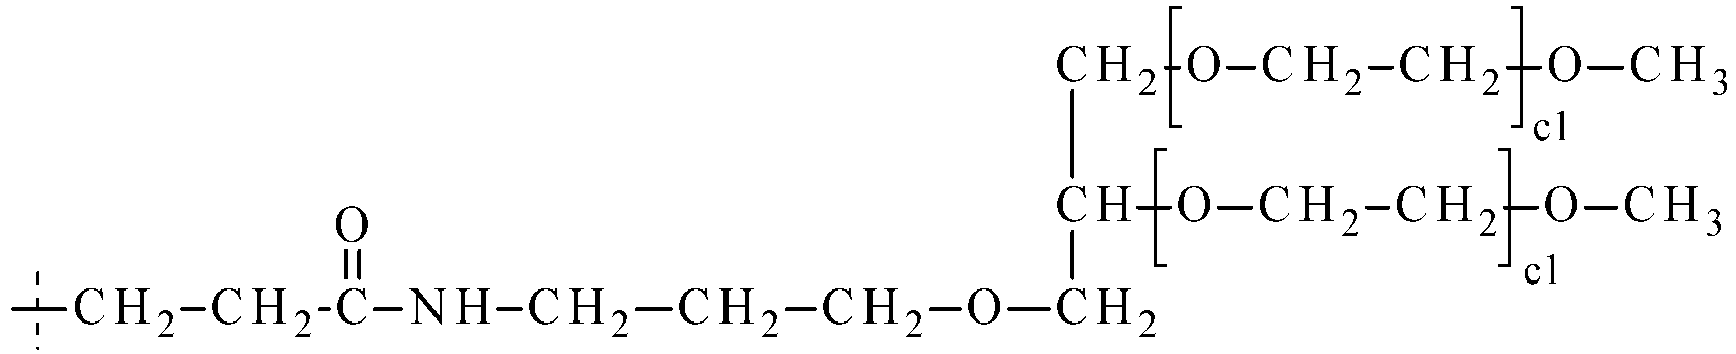 CH2[O–CH2–CH2]c1O–CH3
CH[O–CH2–CH2]c1O–CH3
O
–CH2–CH2–C–NH–CH2–CH2–CH2–O–CH2